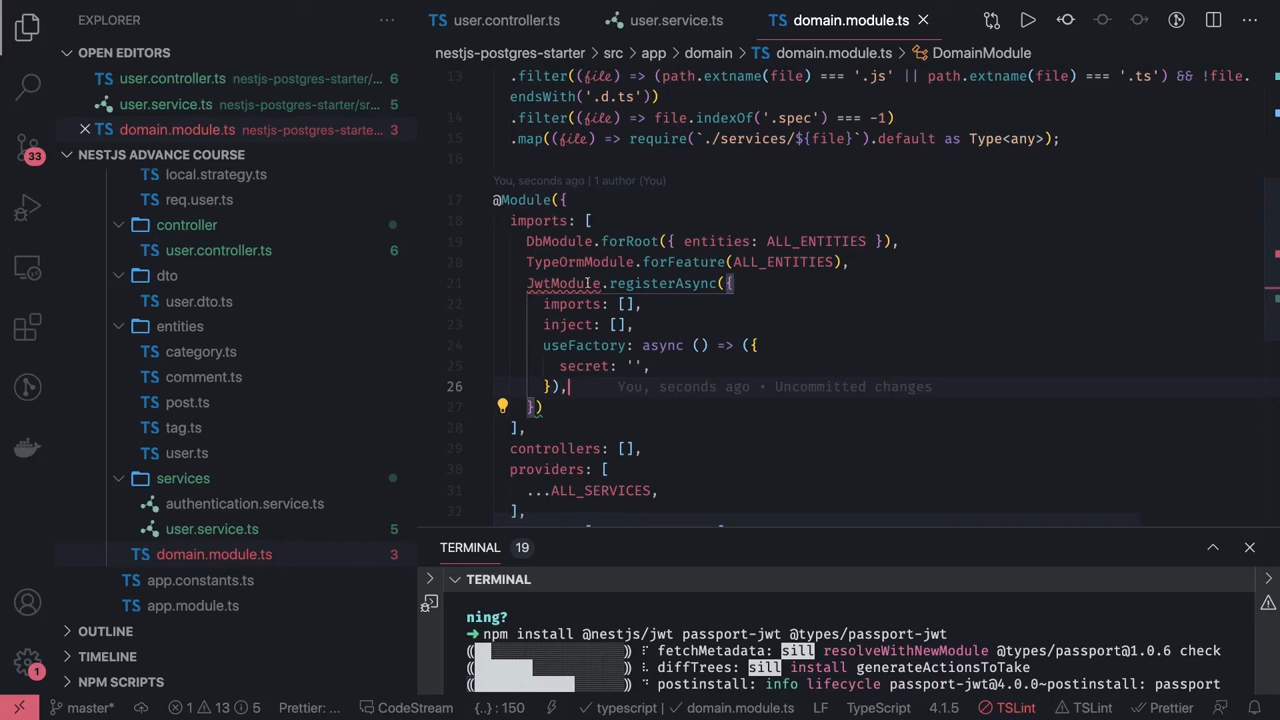 EXPLORER
OPEN EDITORS
user.controller.ts nestjs-postgres-starter/... 6
user.service.ts nestjs-postgres-starter/sr... 5
TS domain.module.ts nestjs-postgres-starte... 3
NESTJS ADVANCE COURSE
TS local.strategy.ts
TS req.user.ts
controller
user.controller.ts 6
dto
TS user.dto.ts
entities
TS category.ts
TS comment.ts
TS post.ts
TS tag.ts
TS user.ts
services
authentication.service.ts
user.service.ts 5
TS domain.module.ts 3
TS app.constants.ts
TS app.module.ts
OUTLINE
TIMELINE
NPM SCRIPTS
33
1
TS user.controller.ts
user.service.ts
TS domain.module.ts
nestjs-postgres-starter > src > app > domain > TS domain.module.ts > DomainModule
13 .filter((file) => (path.extname(file) === '.js' || path.extname(file) === '.ts') && !file.
endsWith('.d.ts'))
14 .filter((file) => file.indexOf('.spec') === -1)
15 .map((file) => require(`./services/${file}`).default as Type<any>);
16
You, seconds ago | 1 author (You)
17 @Module({
18 imports: [
19 DbModule.forRoot({ entities: ALL_ENTITIES }),
20 TypeOrmModule.forFeature(ALL_ENTITIES),
21 JwtModule.registerAsync({
22 imports: [],
23 inject: [],
24 useFactory: async () => ({
25 secret: '',
26 }), You, seconds ago • Uncommitted changes
27 })
28 ],
29 controllers: [],
30 providers: [
31 ...ALL_SERVICES,
32 ],
TERMINAL 19
TERMINAL
ning?
➜ npm install @nestjs/jwt passport-jwt @types/passport-jwt
fetchMetadata: sill resolveWithNewModule @types/passport@1.0.6 check
diffTrees: sill install generateActionsToTake
postinstall: info lifecycle passport-jwt@4.0.0~postinstall: passport
master* 1 13 5 Prettier: ... CodeStream {..} : 150 typescript | domain.module.ts LF TypeScript 4.1.5 TSLint TSLint Prettier